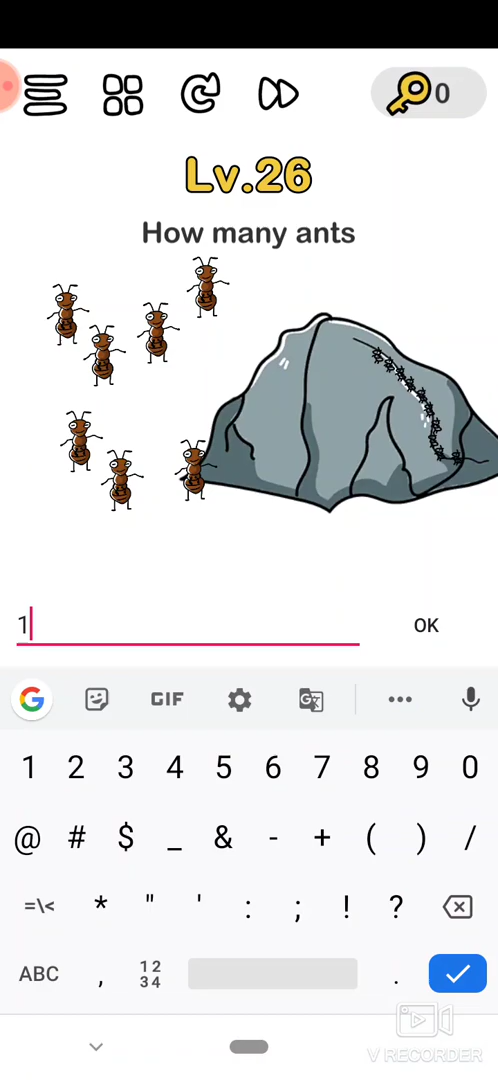 0
Lv.26
How many ants
1
OK
G GIF G ...
1 2 3 4 5 6 7 8 9 0
@ # $ _ & - + ( ) /
=\< * " ' : ; ! ?
ABC , 12 34 .
V RECORDER